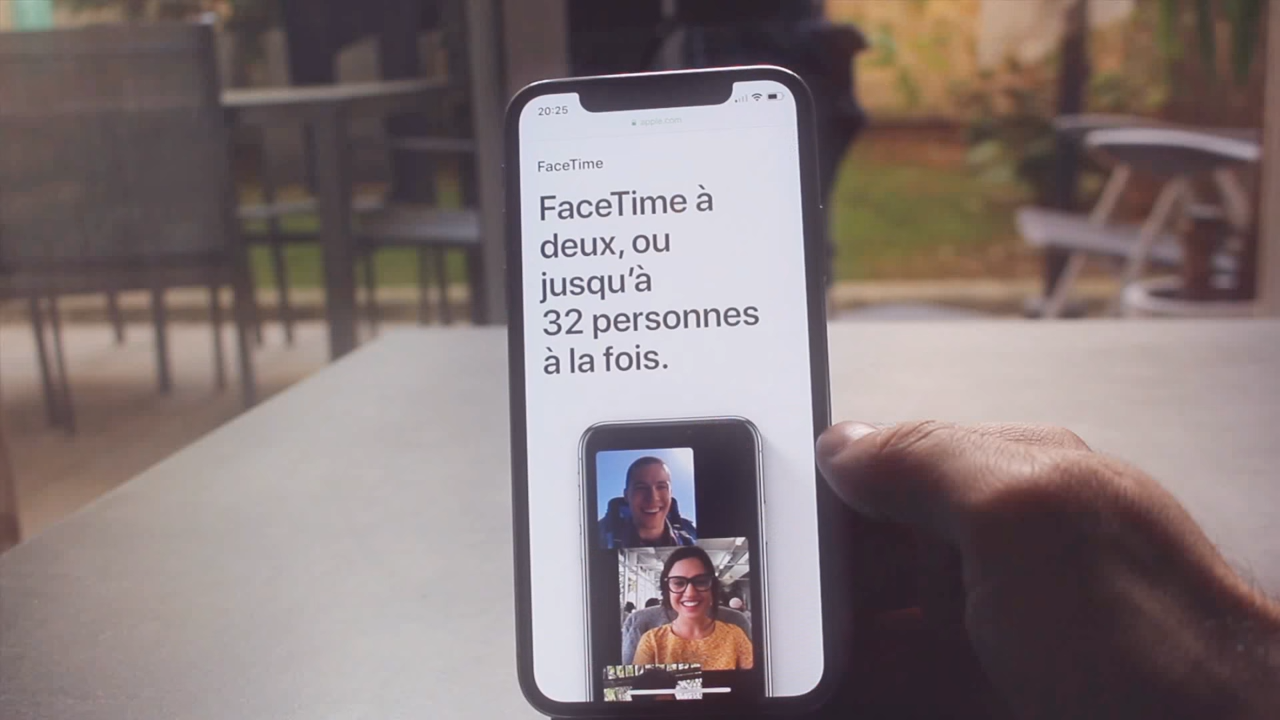 20:25
apple.com
FaceTime
FaceTime à
deux, ou
jusqu'à
32 personnes
à la fois.